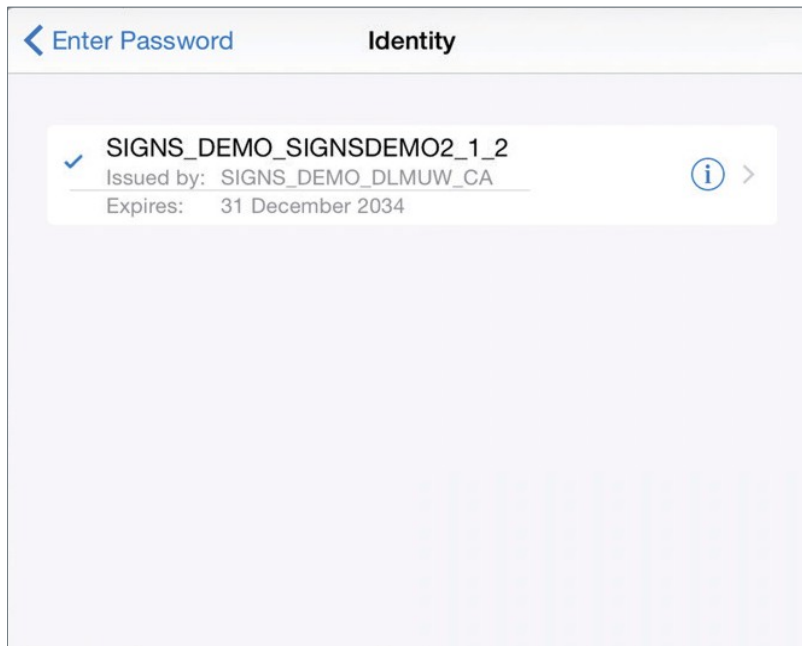 Enter Password
Identity
SIGNS_DEMO_SIGNSDEMO2_1_2
Issued by: SIGNS_DEMO_DLMUW_CA
Expires: 31 December 2034